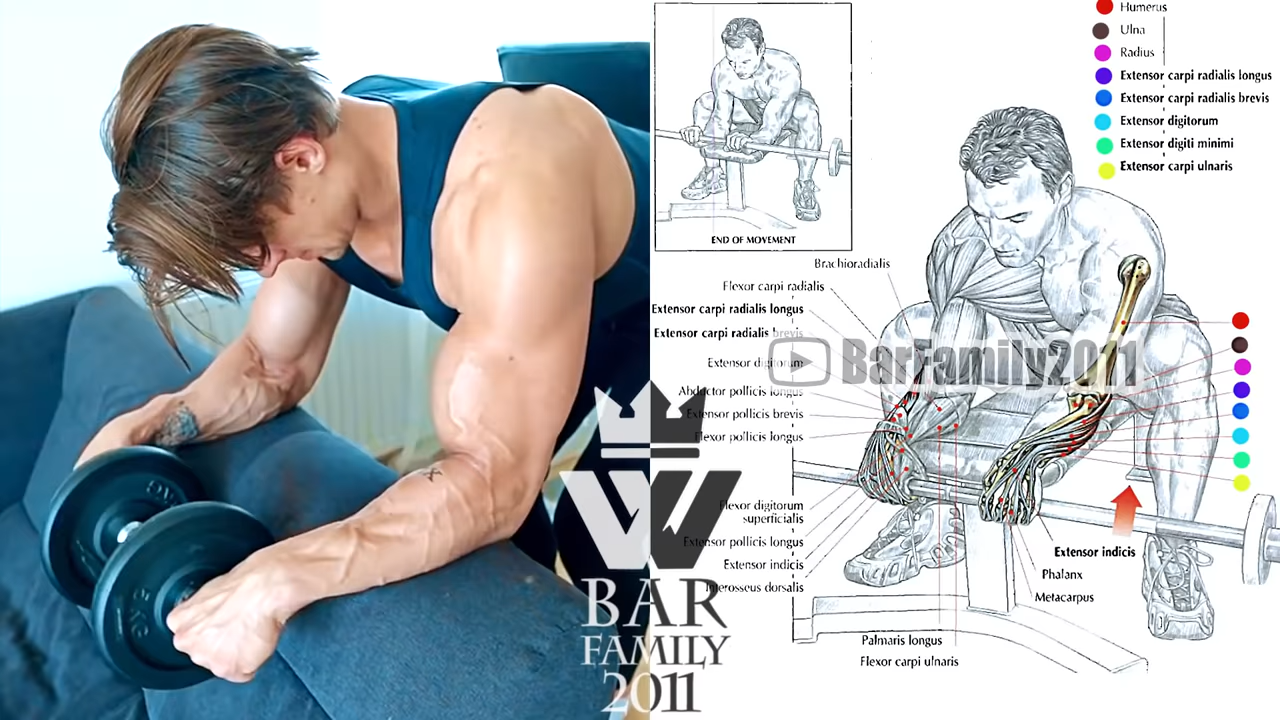 Humerus
Ulna
Radius
Extensor carpi radialis longus
Extensor carpi radialis brevis
Extensor digitorum
Extensor digiti minimi
Extensor carpi ulnaris
END OF MOVEMENT
Brachioradialis
Flexor carpi radialis
Extensor carpi radialis longus
Extensor carpi radialis brevis
Extensor digitorum
Abductor pollicis longus
Extensor pollicis brevis
Flexor pollicis longus
BarFamily2011
Flexor digitorum
superficialis
Extensor pollicis longus
Extensor indicis
Interosseus dorsalis
Extensor indicis
Phalanx
Metacarpus
Palmaris longus
Flexor carpi ulnaris
W
BAR
FAMILY
2011